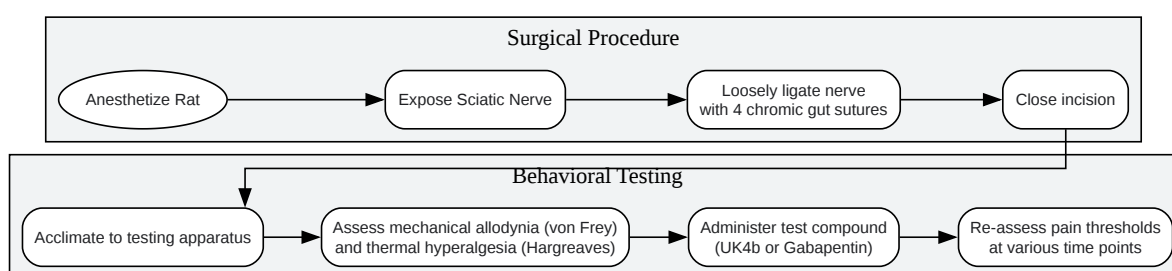 Surgical Procedure
Anesthetize Rat
Expose Sciatic Nerve
Loosely ligate nerve
with 4 chromic gut sutures
Close incision
Behavioral Testing
Acclimate to testing apparatus
Assess mechanical allodynia (von Frey)
and thermal hyperalgesia (Hargreaves)
Administer test compound
(UK4b or Gabapentin)
Re-assess pain thresholds
at various time points